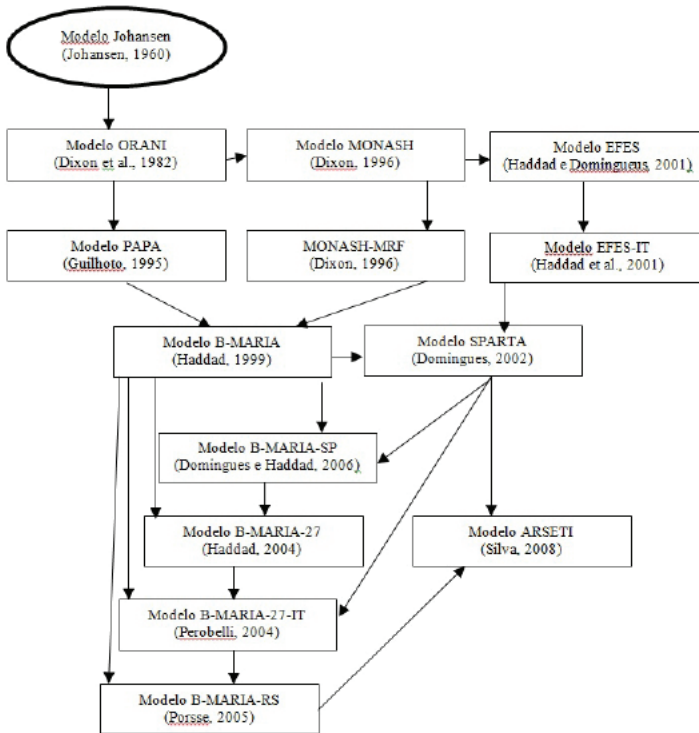 Modelo Johansen
(Johansen, 1960)
Modelo ORANI
(Dixon et al., 1982)
Modelo MONASH
(Dixon, 1996)
Modelo EFES
(Haddad e Domingueus, 2001)
Modelo PAPA
(Guilhoto, 1995)
MONASH-MRF
(Dixon, 1996)
Modelo EFES-IT
(Haddad et al., 2001)
Modelo B-MARIA
(Haddad, 1999)
Modelo SPARTA
(Domingues, 2002)
Modelo B-MARIA-SP
(Domingues e Haddad, 2006)
Modelo B-MARIA-27
(Haddad, 2004)
Modelo ARSETI
(Silva, 2008)
Modelo B-MARIA-27-IT
(Perobelli, 2004)
Modelo B-MARIA-RS
(Porsse, 2005)